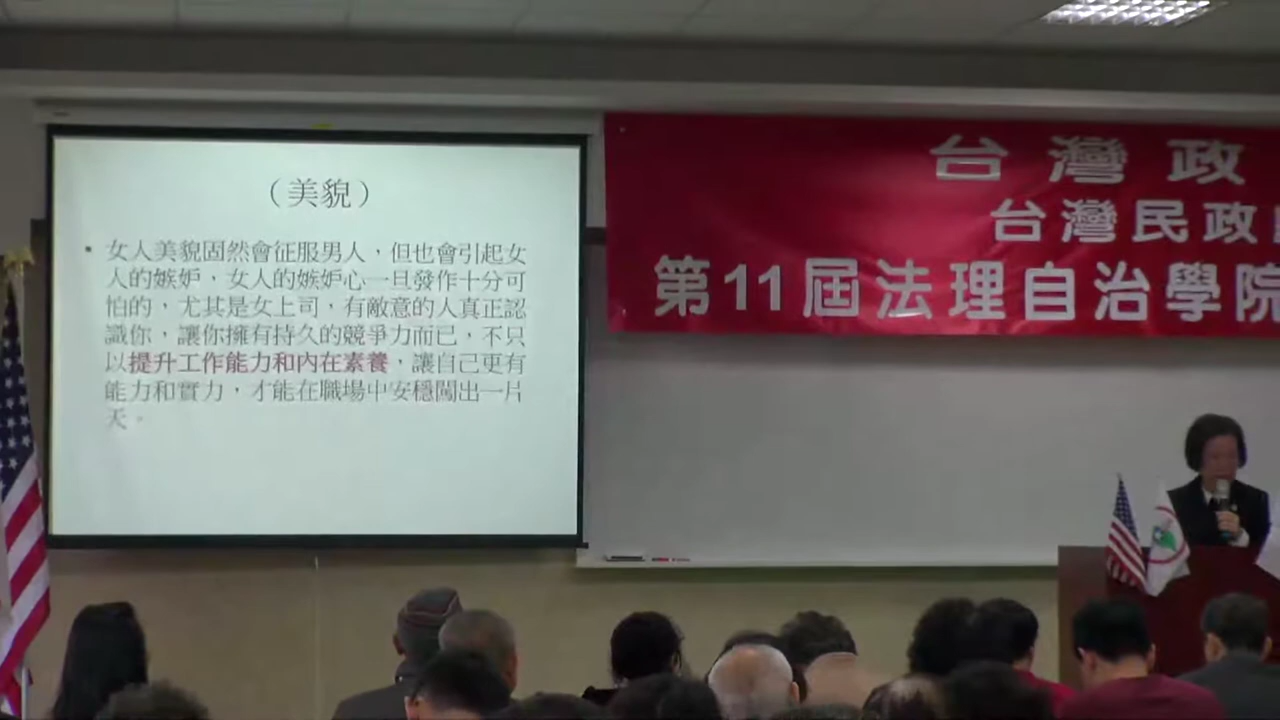 （美貌）
• 女人美貌固然會征服男人，但也會引起女
人的嫉妒，女人的嫉妒心一旦發作十分可
怕的，尤其是女上司，有敵意的人真正認
識你，讓你擁有持久的競爭力而已，不只
以提升工作能力和內在素養，讓自己更有
能力和實力，才能在職場中安穩闖出一片
天。
台灣政
台灣民政
第11屆法理自治學院